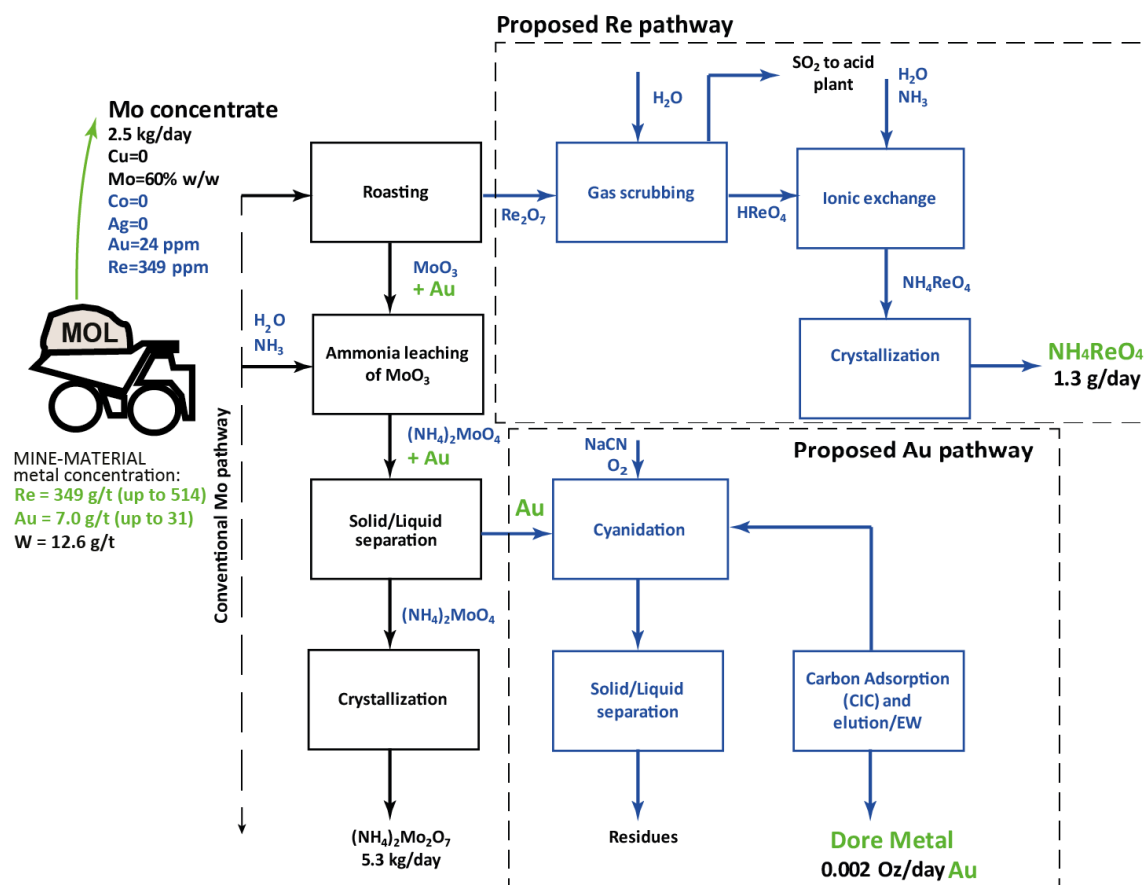 Proposed Re pathway
Mo concentrate
2.5 kg/day
Cu=0
Mo=60% w/w
Co=0
Ag=0
Au=24 ppm
Re=349 ppm
H₂O
SO₂ to acid
plant
H₂O
NH₃
Roasting
Re₂O₇
Gas scrubbing
HReO₄
Ionic exchange
MoO₃
+ Au
NH₄ReO₄
MOL
H₂O
NH₃
Ammonia leaching
of MoO₃
Crystallization
NH₄ReO₄
1.3 g/day
MINE-MATERIAL
metal concentration:
Re = 349 g/t (up to 514)
Au = 7.0 g/t (up to 31)
W = 12.6 g/t
Conventional Mo pathway
(NH₄)₂MoO₄
+ Au
Proposed Au pathway
NaCN
O₂
Solid/Liquid
separation
Au
Cyanidation
(NH₄)₂MoO₄
Crystallization
Solid/Liquid
separation
Carbon Adsorption
(CIC) and
elution/EW
(NH₄)₂Mo₂O₇
5.3 kg/day
Residues
Dore Metal
0.002 Oz/day Au